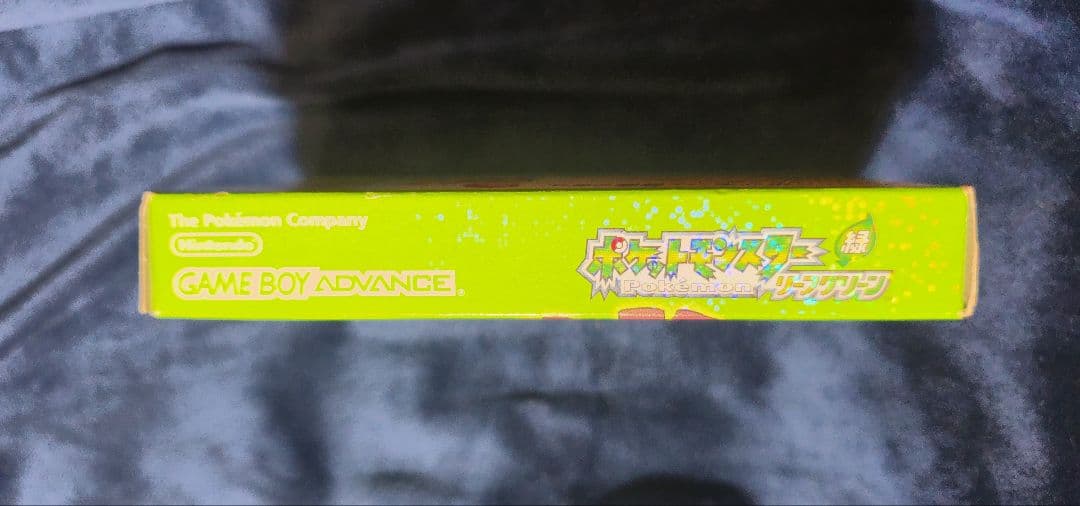 The Pokémon Company
Nintendo
GAME BOY ADVANCE®
ポケットモンスター
緑
Pokémon
リーフグリーン